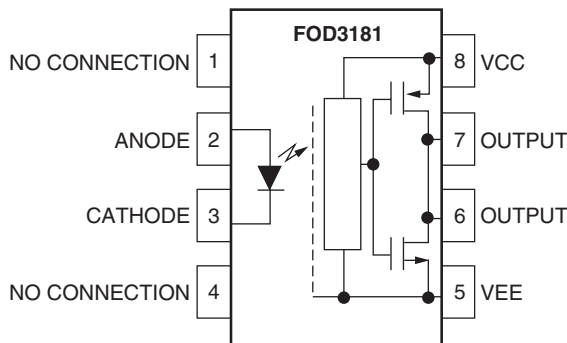 FOD3181
NO CONNECTION 1
8 VCC
ANODE 2
7 OUTPUT
CATHODE 3
6 OUTPUT
NO CONNECTION 4
5 VEE